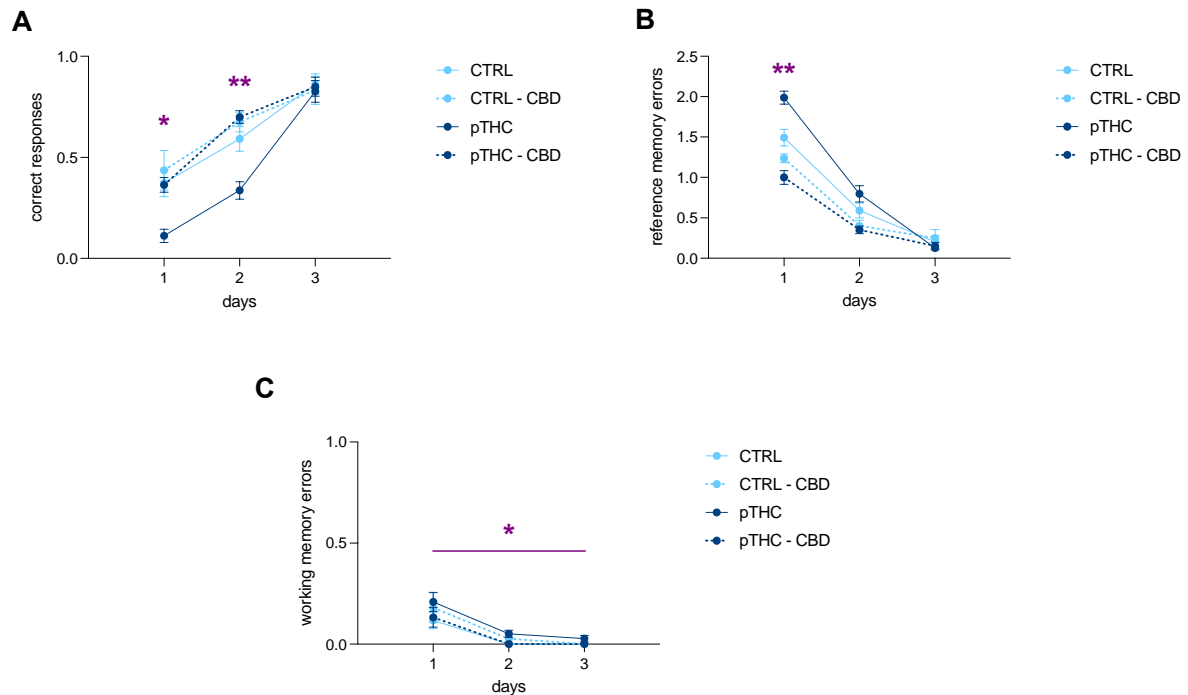 A
correct responses
1.0
0.5
0.0
*
**
1 2 3
days
CTRL
CTRL - CBD
pTHC
pTHC - CBD
B
reference memory errors
2.5
2.0
1.5
1.0
0.5
0.0
**
1 2 3
days
CTRL
CTRL - CBD
pTHC
pTHC - CBD
C
working memory errors
1.0
0.5
0.0
*
1 2 3
days
CTRL
CTRL - CBD
pTHC
pTHC - CBD